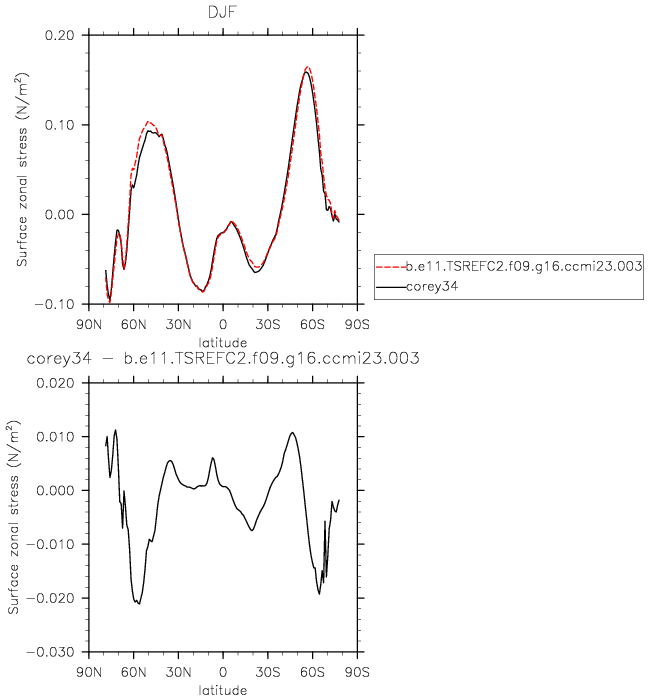 DJF
Surface zonal stress (N/m²)
0.20
0.10
0.00
−0.10
90N 60N 30N 0 30S 60S 90S
latitude
b.e11.TSREFC2.f09.g16.ccmi23.003
corey34
corey34 − b.e11.TSREFC2.f09.g16.ccmi23.003
Surface zonal stress (N/m²)
0.020
0.010
0.000
−0.010
−0.020
−0.030
90N 60N 30N 0 30S 60S 90S
latitude